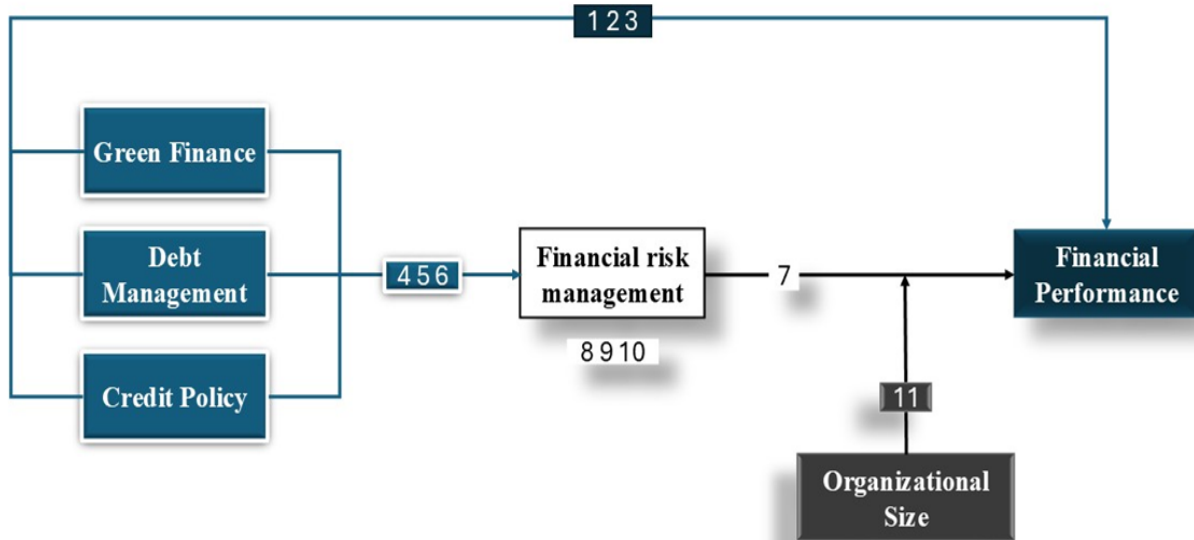 1 2 3
Green Finance
Debt
Management
Credit Policy
4 5 6
Financial risk
management
8 9 10
7
Financial
Performance
11
Organizational
Size